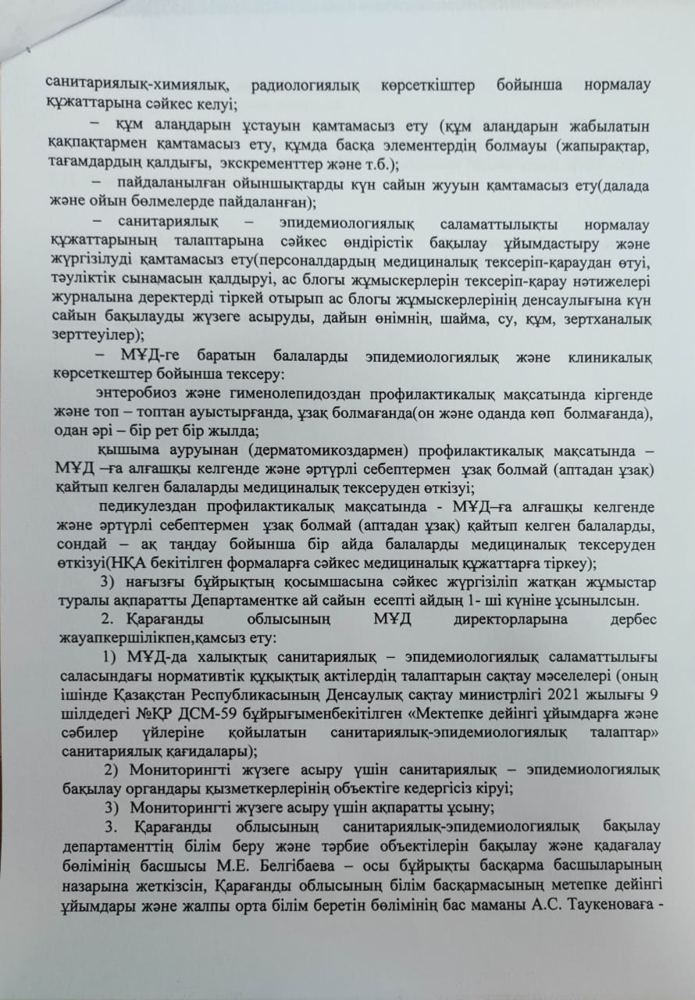 санитариялық-химиялық, радиологиялық көрсеткіштер бойынша нормалау
құжаттарына сәйкес келуі;
– құм алаңдарын ұстауын қамтамасыз ету (құм алаңдарын жабылатын
қақпақтармен қамтамасыз ету, құмда басқа элементердің болмауы (жапырақтар,
тағамдардың қалдығы, экскременттер және т.б.);
– пайдаланылған ойыншықтарды күн сайын жууын қамтамасыз ету(далада
және ойын бөлмелерде пайдаланған);
– санитариялық – эпидемиологиялық саламаттылықты нормалау
құжаттарының талаптарына сәйкес өндірістік бақылау ұйымдастыру және
жүргізілуді қамтамасыз ету(персоналдардың медициналық тексеріп-қараудан өтуі,
тәуліктік сынамасын қалдыруі, ас блогы жұмыскерлерін тексеріп-қарау нәтижелері
журналына деректерді тіркей отырып ас блогы жұмыскерлерінің денсаулығына күн
сайын бақылауды жүзеге асыруды, дайын өнімнің, шайма, су, құм, зертханалық
зерттеуілер);
– МҰД-ге баратын балаларды эпидемиологиялық және клиникалық
көрсеткештер бойынша тексеру:
энтеробиоз және гименолепидоздан профилактикалық мақсатында кіргенде
және топ – топтан ауыстырғанда, ұзақ болмағанда(он және оданда көп болмағанда),
одан әрі – бір рет бір жылда;
қышыма ауруынан (дерматомикоздармен) профилактикалық мақсатында –
МҰД –ға алғашқы келгенде және әртүрлі себептермен ұзақ болмай (аптадан ұзақ)
қайтып келген балаларды медициналық тексеруден өткізуі;
педикулездан профилактикалық мақсатында - МҰД–ға алғашқы келгенде
және әртүрлі себептермен ұзақ болмай (аптадан ұзақ) қайтып келген балаларды,
сондай – ақ таңдау бойынша бір айда балаларды медициналық тексеруден
өткізуі(НҚА бекітілген формаларға сәйкес медициналық құжаттарға тіркеу);
3) нағызғы бұйрықтың қосымшасына сәйкес жүргізіліп жатқан жұмыстар
туралы ақпаратты Департаментке ай сайын есепті айдың 1- ші күніне ұсынылсын.
2. Қарағанды облысының МҰД директорларына дербес
жауапкершілікпен,қамсыз ету:
1) МҰД-да халықтық санитариялық – эпидемиологиялық саламаттылығы
саласындағы нормативтік құқықтық актілердің талаптарын сақтау мәселелері (оның
ішінде Қазақстан Республикасының Денсаулық сақтау министрлігі 2021 жылығы 9
шілдедегі №ҚР ДСМ-59 бұйрығыменбекітілген «Мектепке дейінгі ұйымдарға және
сәбилер үйлеріне қойылатын санитариялық-эпидемиологиялық талаптар»
санитариялық қағидалары);
2) Мониторингті жүзеге асыру үшін санитариялық – эпидемиологиялық
бақылау органдары қызметкерлерінің объектіге кедергісіз кіруі;
3) Мониторингті жүзеге асыру үшін ақпаратты ұсыну;
3. Қарағанды облысының санитариялық-эпидемиологиялық бақылау
департаменттің білім беру және тәрбие объектілерін бақылау және қадағалау
бөлімінің басшысы М.Е. Белгібаева – осы бұйрықты басқарма басшыларының
назарына жеткізсін, Қарағанды облысының білім басқармасының метепке дейінгі
ұйымдары және жалпы орта білім беретін бөлімінің бас маманы А.С. Таукеноваға -